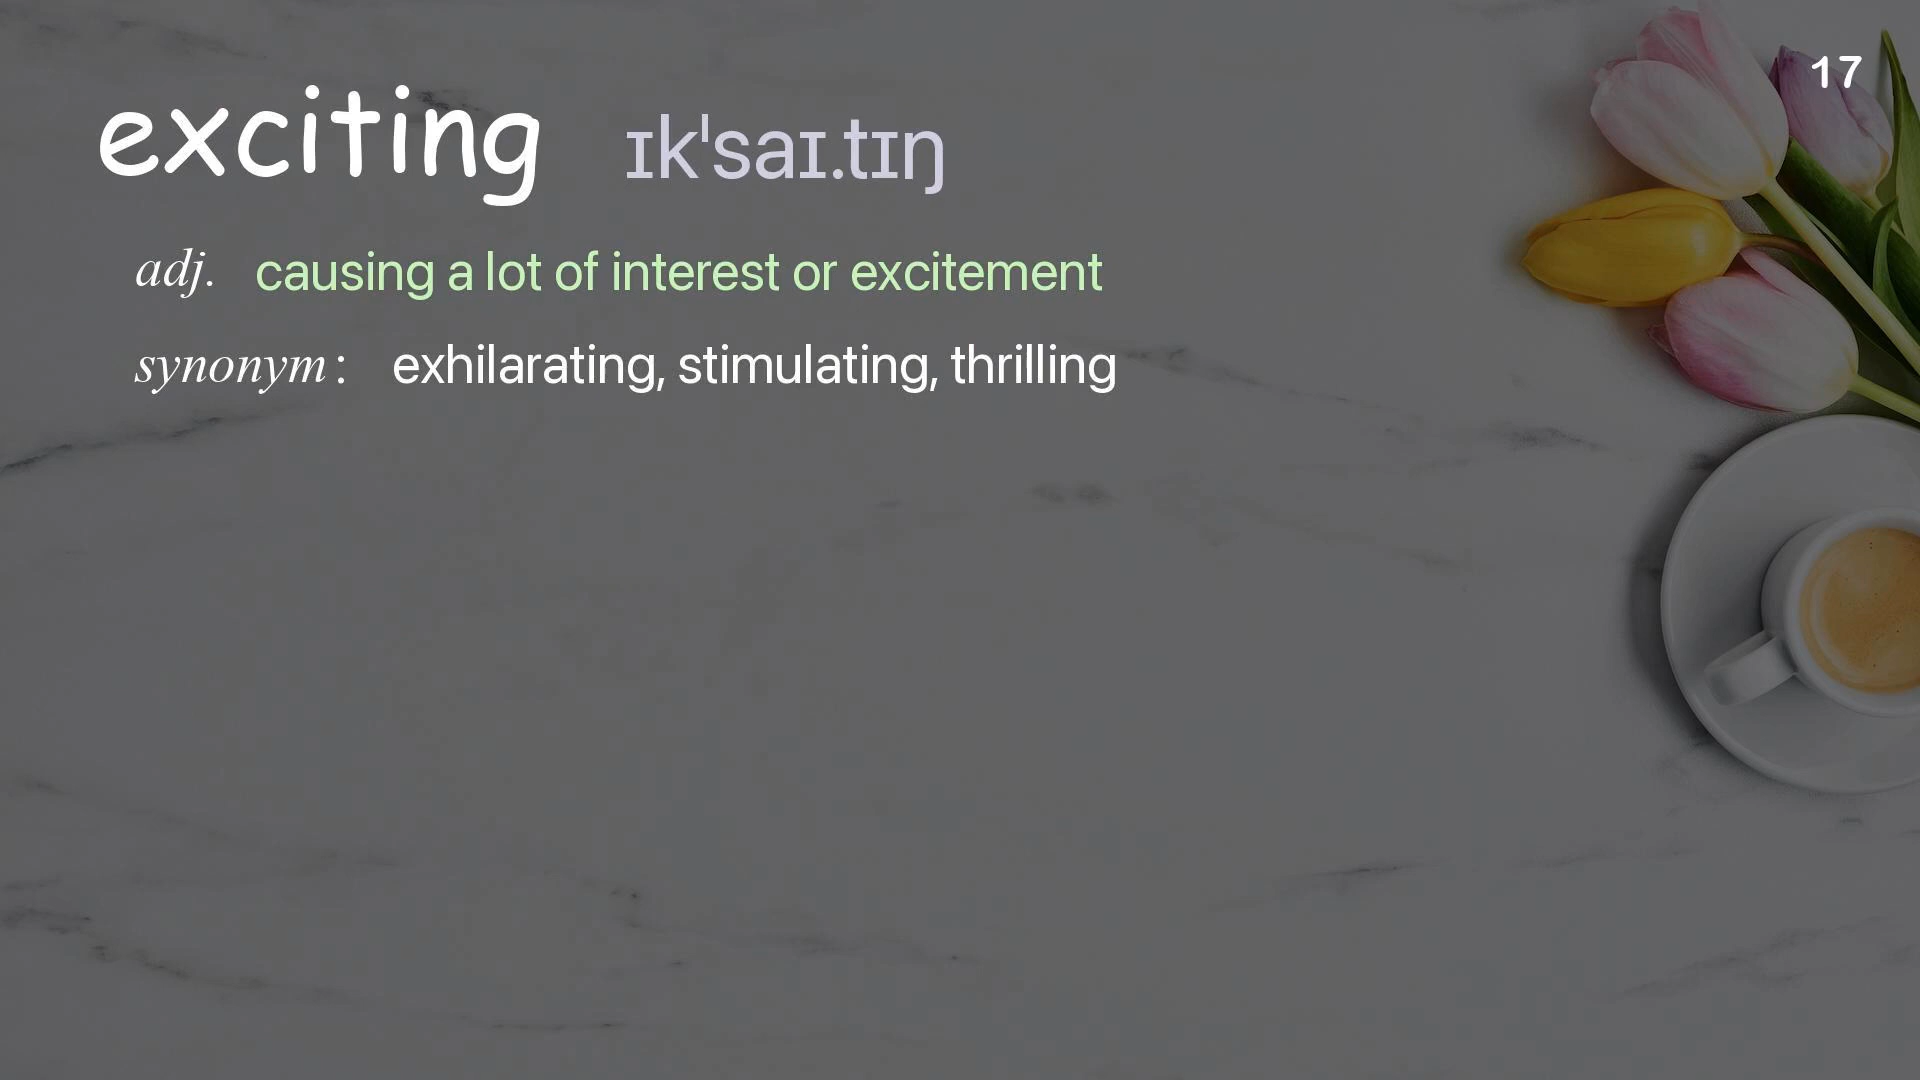 17
exciting ɪkˈsaɪ.tɪŋ
adj. causing a lot of interest or excitement
synonym: exhilarating, stimulating, thrilling